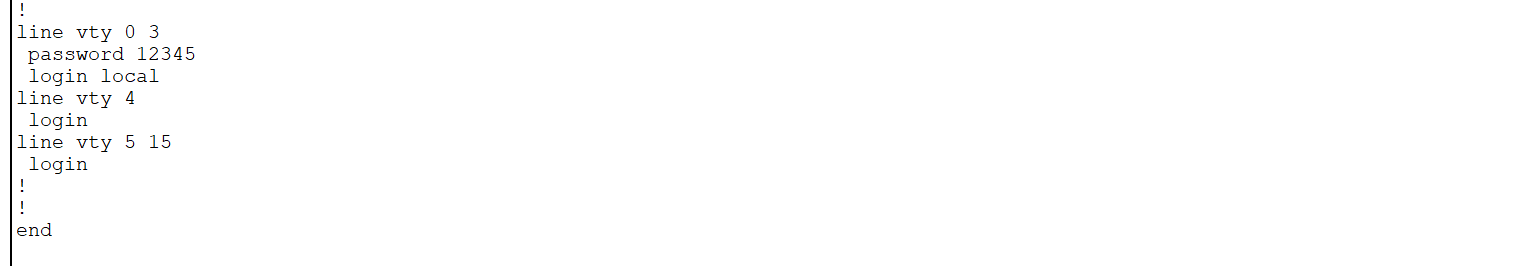 !
line vty 0 3
password 12345
login local
line vty 4
login
line vty 5 15
login
!
!
end